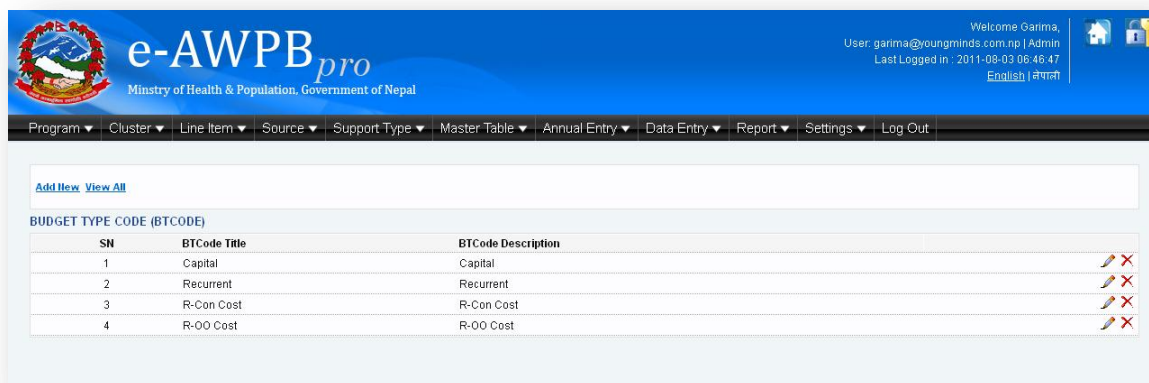 e-AWPB pro
Minstry of Health & Population, Government of Nepal
Welcome Garima,
User: garima@youngminds.com.np | Admin
Last Logged in : 2011-08-03 06:46:47
English | नेपाली
Program Cluster Line Item Source Support Type Master Table Annual Entry Data Entry Report Settings Log Out
Add New View All
BUDGET TYPE CODE (BTCODE)
SN BTCode Title BTCode Description
1 Capital Capital
2 Recurrent Recurrent
3 R-Con Cost R-Con Cost
4 R-OO Cost R-OO Cost